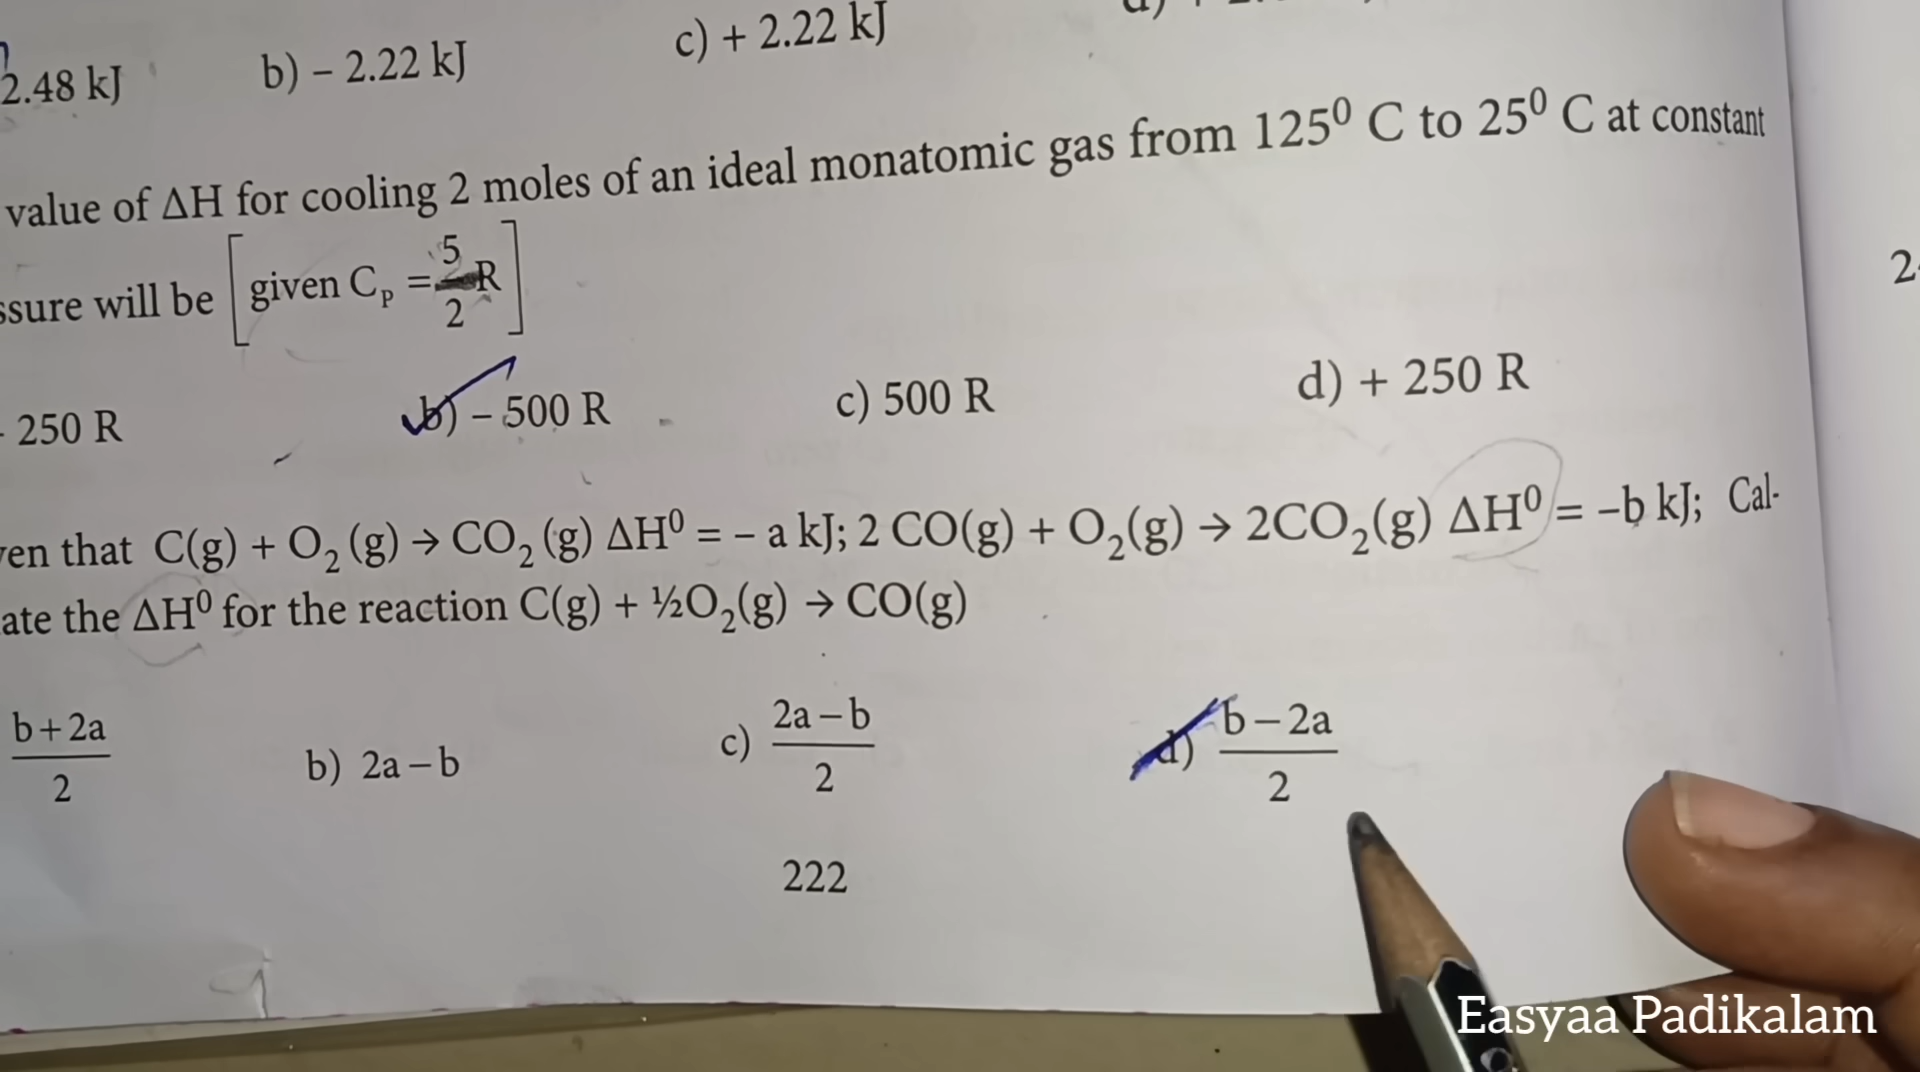 2.48 kJ b) – 2.22 kJ c) + 2.22 kJ
value of ΔH for cooling 2 moles of an ideal monatomic gas from 125⁰ C to 25⁰ C at constant
ssure will be [given Cₚ = 5/2 R]
- 250 R b) – 500 R c) 500 R d) + 250 R
en that C(g) + O₂ (g) → CO₂ (g) ΔH⁰ = – a kJ; 2 CO(g) + O₂(g) → 2CO₂(g) ΔH⁰ = –b kJ; Cal-
ate the ΔH⁰ for the reaction C(g) + ½O₂(g) → CO(g)
b + 2a / 2 b) 2a – b c) 2a – b / 2 d) b – 2a / 2
222
Easyaa Padikalam